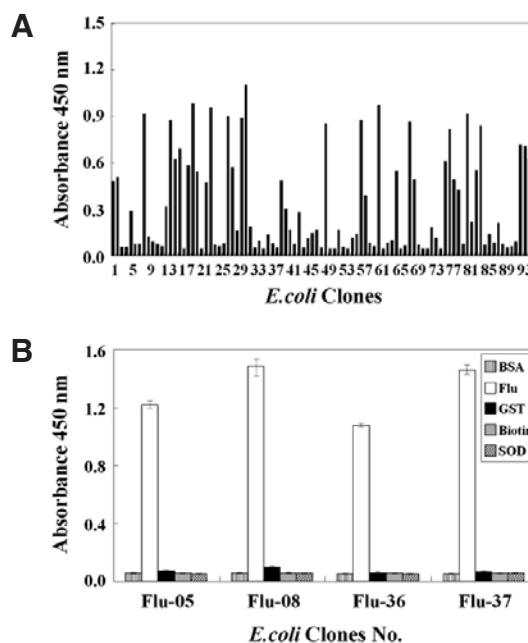 A
Absorbance 450 nm
1.5
1.2
0.9
0.6
0.3
0.0
1 5 9 13 17 21 25 29 33 37 41 45 49 53 57 61 65 69 73 77 81 85 89 93
E.coli Clones
B
Absorbance 450 nm
1.6
1.2
0.8
0.4
0.0
BSA
Flu
GST
Biotin
SOD
Flu-05 Flu-08 Flu-36 Flu-37
E.coli Clones No.